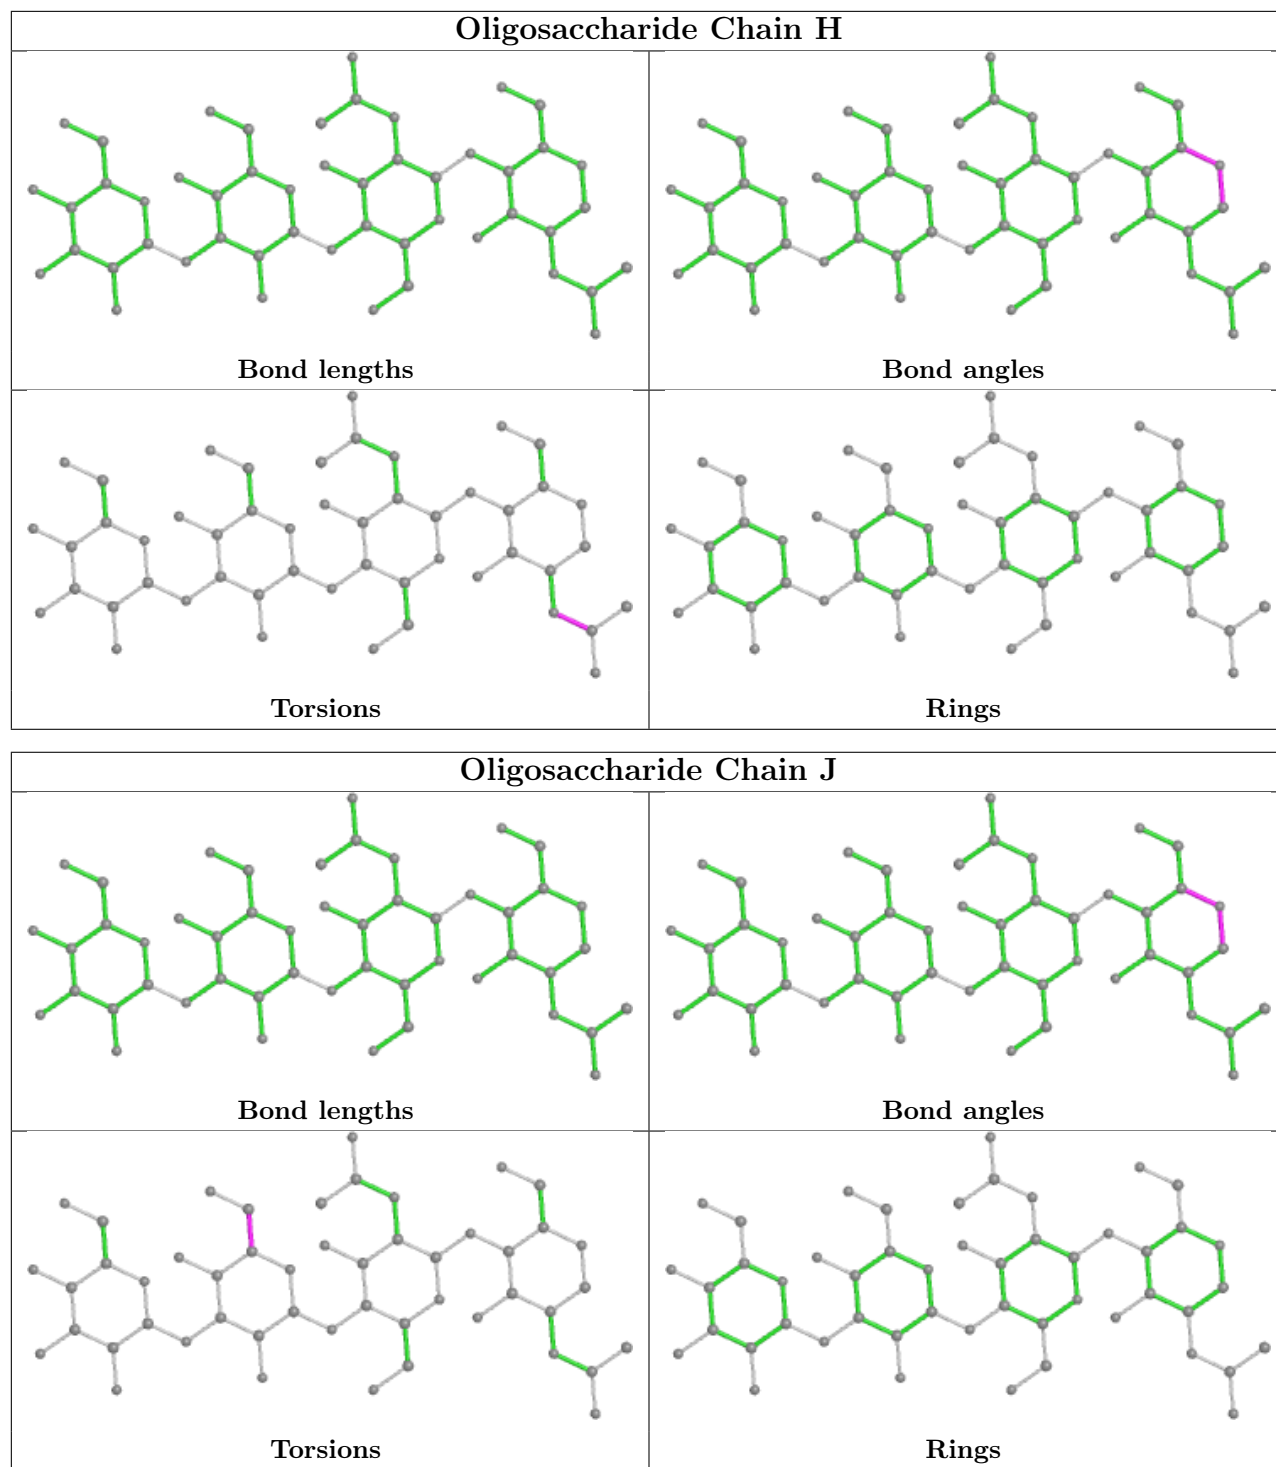 Oligosaccharide Chain H
Bond lengths
Bond angles
Torsions
Rings
Oligosaccharide Chain J
Bond lengths
Bond angles
Torsions
Rings